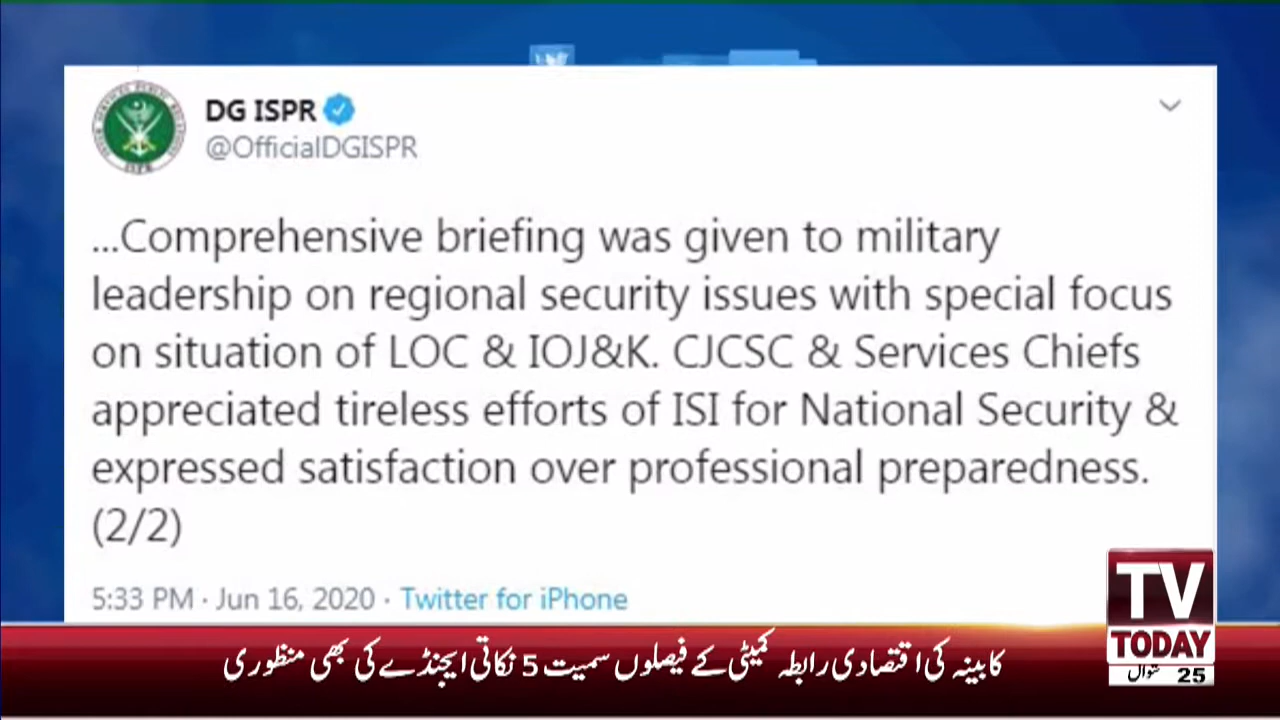 DG ISPR
@OfficialDGISPR
...Comprehensive briefing was given to military
leadership on regional security issues with special focus
on situation of LOC & IOJ&K. CJCSC & Services Chiefs
appreciated tireless efforts of ISI for National Security &
expressed satisfaction over professional preparedness.
(2/2)
5:33 PM · Jun 16, 2020 · Twitter for iPhone
TV
TODAY
25 شوال
کابینہ کی اقتصادی رابطہ کمیٹی کے فیصلوں سمیت 5 نکاتی ایجنڈے کی بھی منظوری